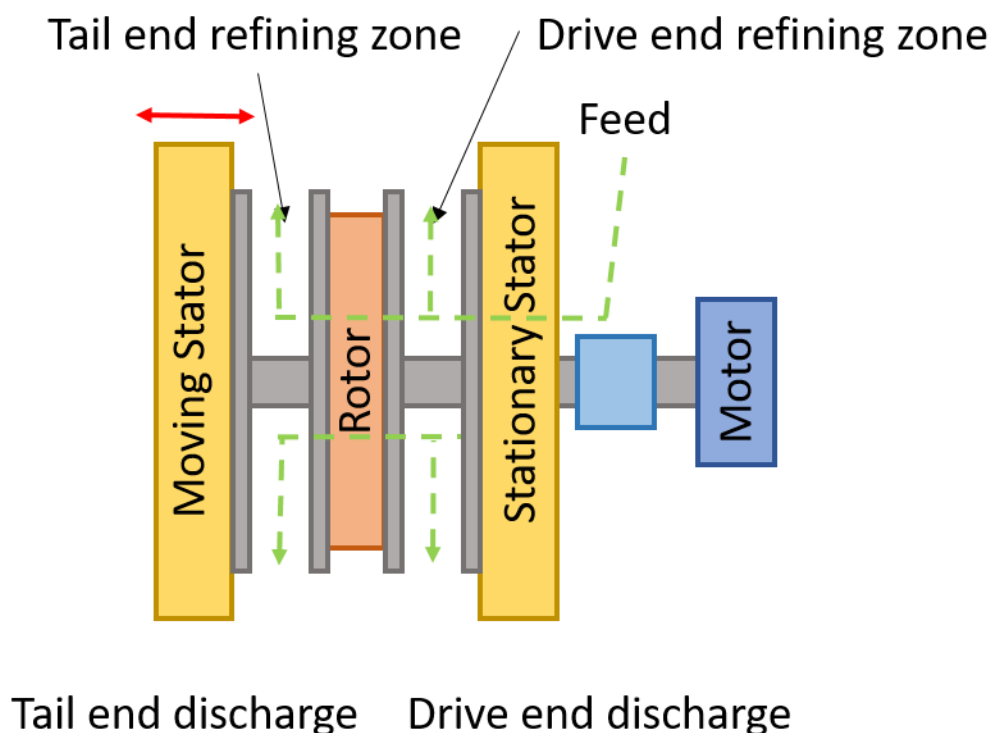 Tail end refining zone
Drive end refining zone
Feed
Moving Stator
Rotor
Stationary Stator
Motor
Tail end discharge
Drive end discharge